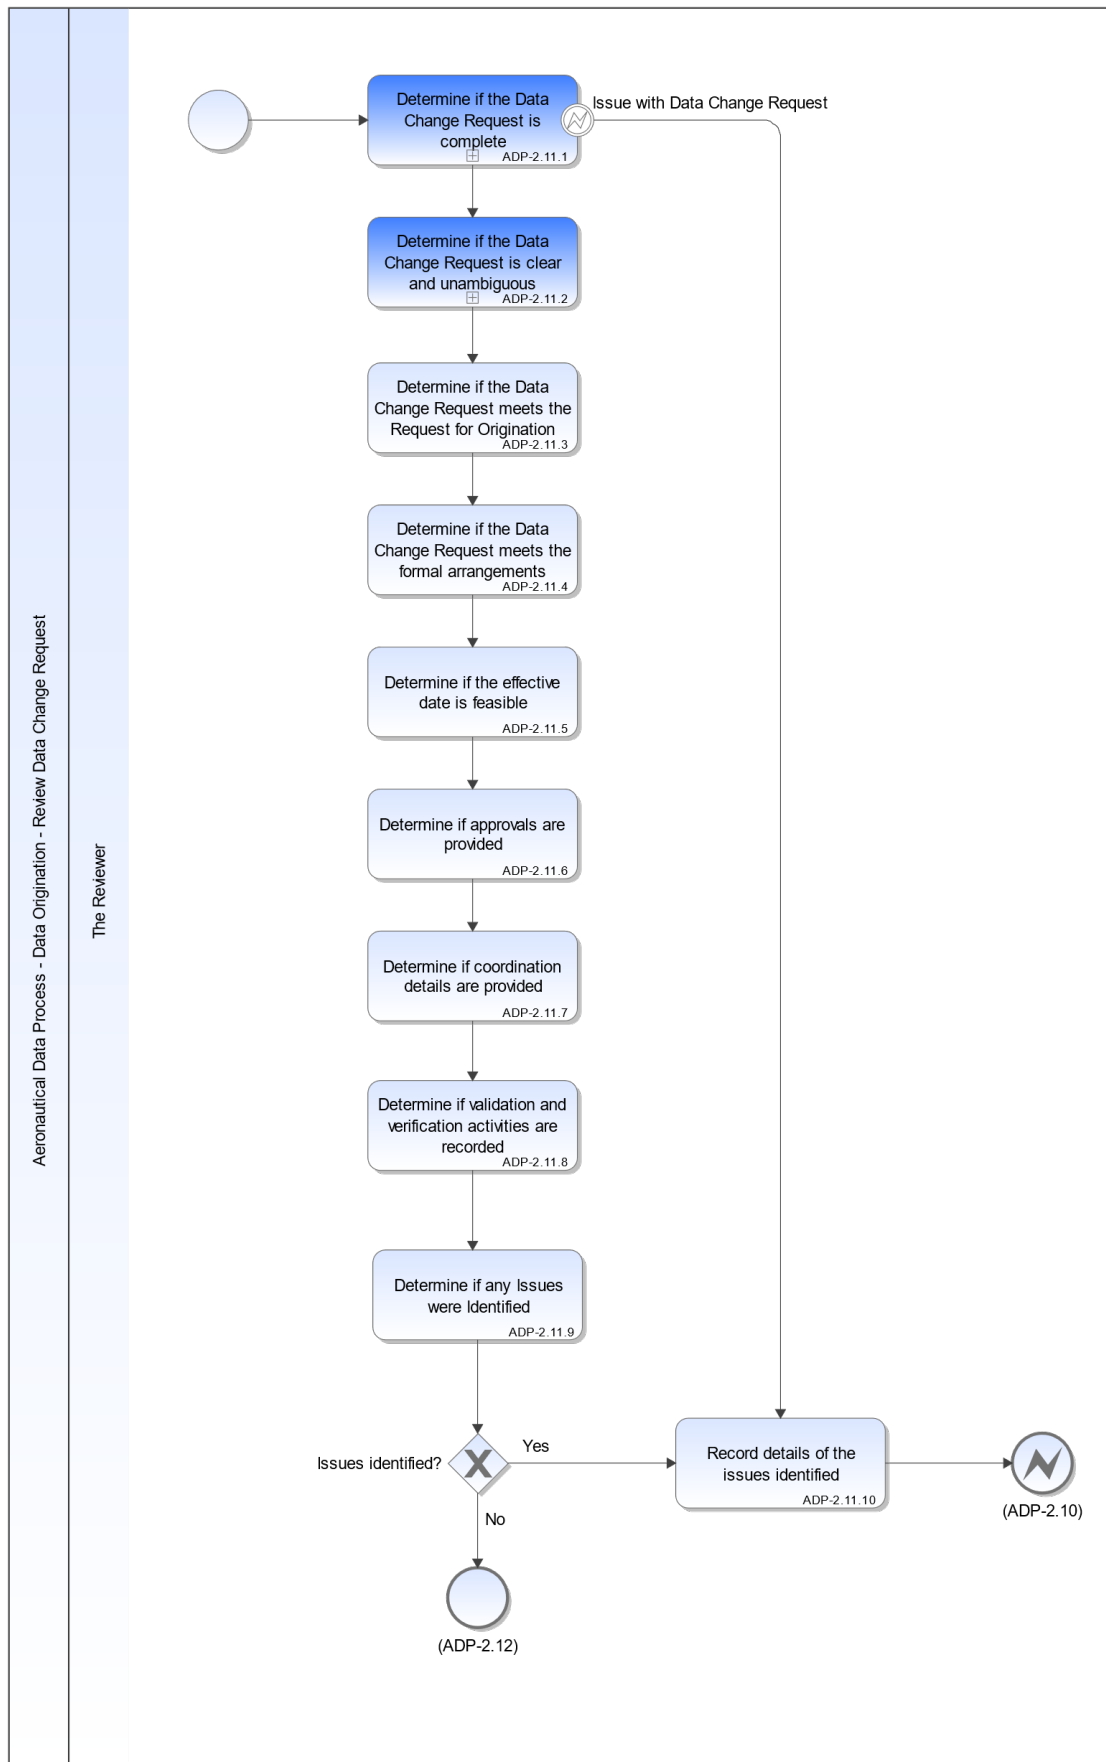 Aeronautical Data Process - Data Origination - Review Data Change Request
The Reviewer
Determine if the Data
Change Request is
complete
ADP-2.11.1
Issue with Data Change Request
Determine if the Data
Change Request is clear
and unambiguous
ADP-2.11.2
Determine if the Data
Change Request meets the
Request for Origination
ADP-2.11.3
Determine if the Data
Change Request meets the
formal arrangements
ADP-2.11.4
Determine if the effective
date is feasible
ADP-2.11.5
Determine if approvals are
provided
ADP-2.11.6
Determine if coordination
details are provided
ADP-2.11.7
Determine if validation and
verification activities are
recorded
ADP-2.11.8
Determine if any Issues
were Identified
ADP-2.11.9
Issues identified?
Yes
No
Record details of the
issues identified
ADP-2.11.10
(ADP-2.10)
(ADP-2.12)